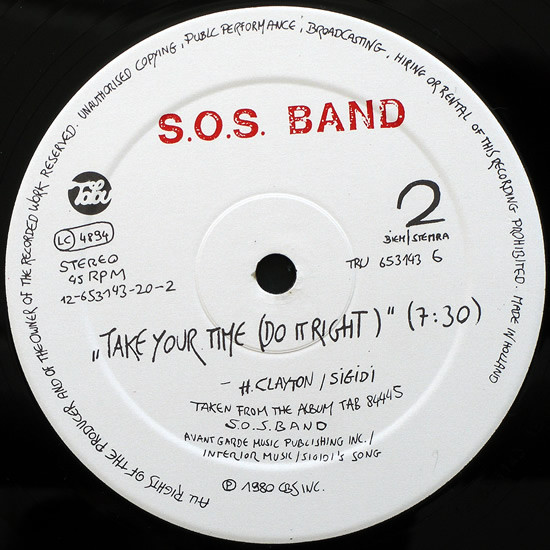 ALL RIGHTS OF THE PRODUCER AND OF THE OWNER OF THE RECORDED WORK RESERVED. UNAUTHORISED COPYING, PUBLIC PERFORMANCE, BROADCASTING, HIRING OR RENTAL OF THIS RECORDING PROHIBITED. MADE IN HOLLAND
S.O.S. BAND
Tabu
LC 4894
STEREO
45 RPM
12-653143-20-2
2
BIEM/STEMRA
TRU 653143 6
„TAKE YOUR TIME (DO IT RIGHT)" (7:30)
- H. CLAYTON / SIGIDI
TAKEN FROM THE ALBUM TAB 84445
S.O.S. BAND
AVANT GARDE MUSIC PUBLISHING INC./
INTERIOR MUSIC/SIGIDI'S SONG
Ⓟ 1980 CBS INC.